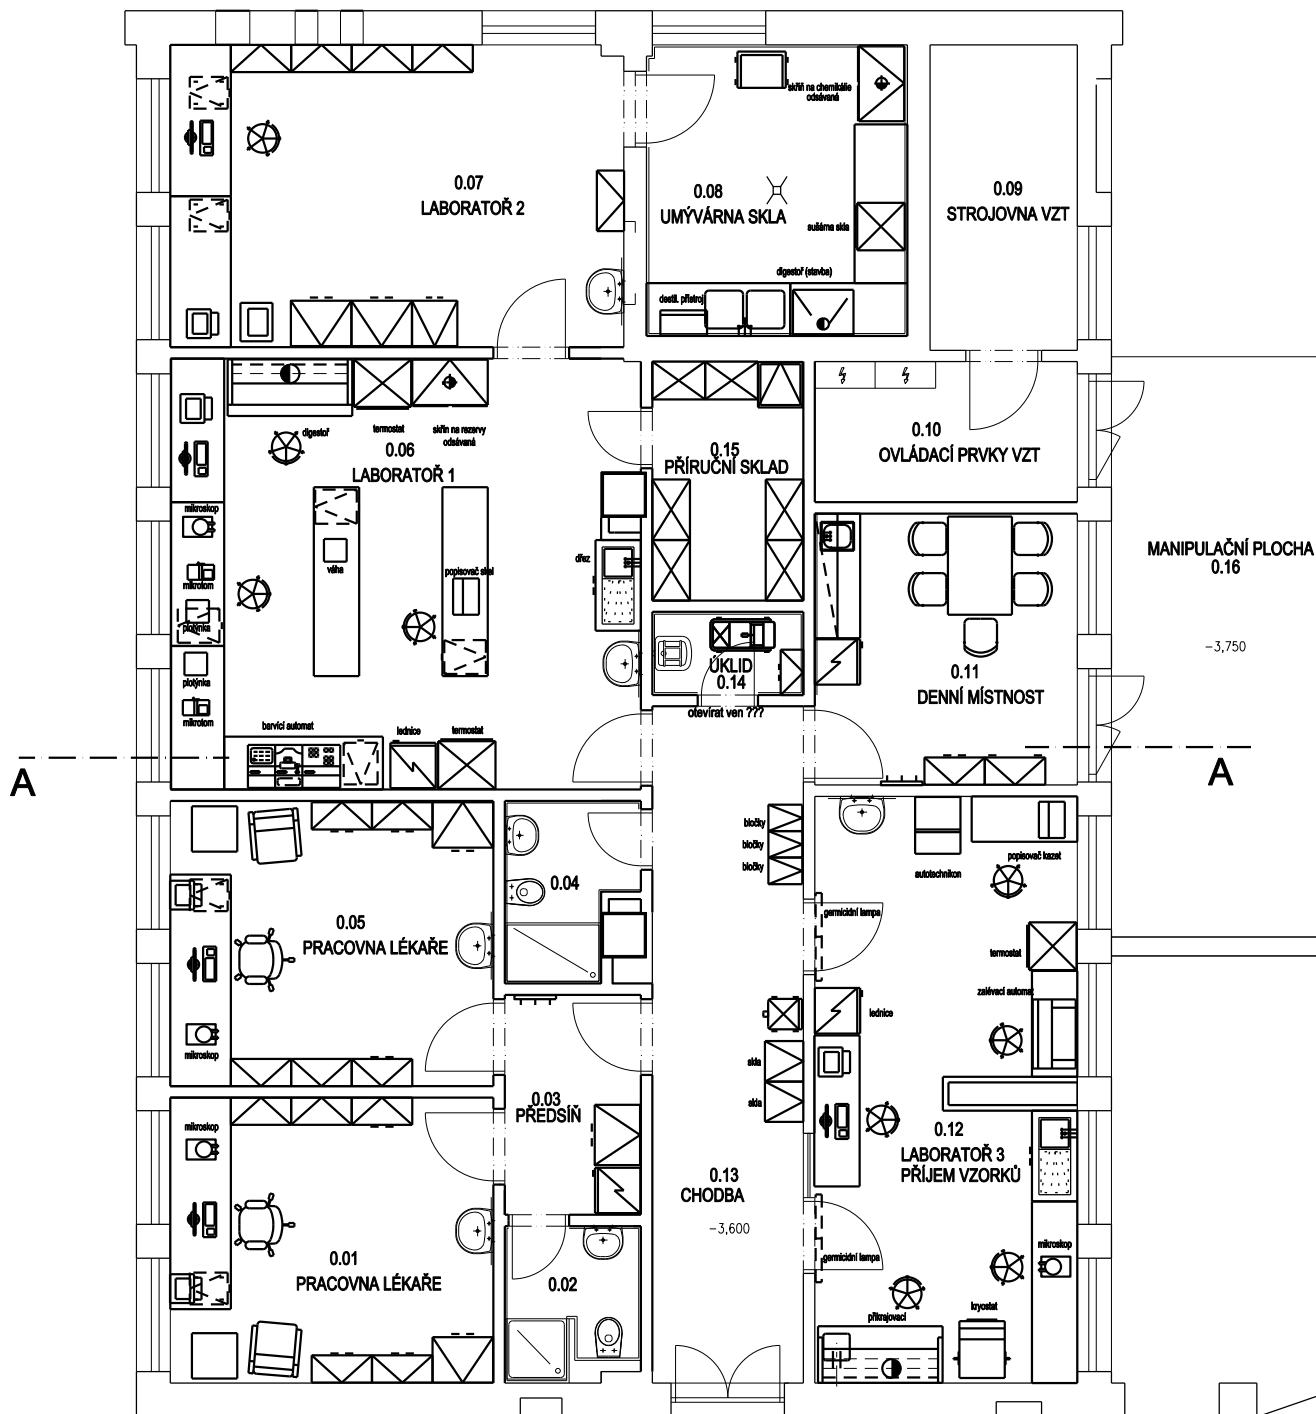 skříň na chemikálie
odsávaná
0.07
LABORATOŘ 2
0.08
UMÝVÁRNA SKLA
sušárna skla
digestoř (stavba)
destil. přístroj
0.09
STROJOVNA VZT
digestoř
termostat
skříň na rezervy
odsávaná
0.06
LABORATOŘ 1
0.15
PŘÍRUČNÍ SKLAD
0.10
OVLÁDACÍ PRVKY VZT
mikroskop
mikrotom
plotýnka
plotýnka
mikrotom
váha
popisovač skel
dřez
MANIPULAČNÍ PLOCHA
0.16
-3,750
ÚKLID
0.14
otevírat ven ???
0.11
DENNÍ MÍSTNOST
barvicí automat
lednice
termostat
A
A
bločky
bločky
bločky
autotechnikon
popisovač kazet
0.04
0.05
PRACOVNA LÉKAŘE
germicidní lampa
termostat
zalévací automat
lednice
mikroskop
skla
skla
0.03
PŘEDSÍŇ
mikroskop
0.12
LABORATOŘ 3
PŘÍJEM VZORKŮ
0.13
CHODBA
-3,600
mikroskop
germicidní lampa
0.01
PRACOVNA LÉKAŘE
0.02
přikrajovací
kryostat